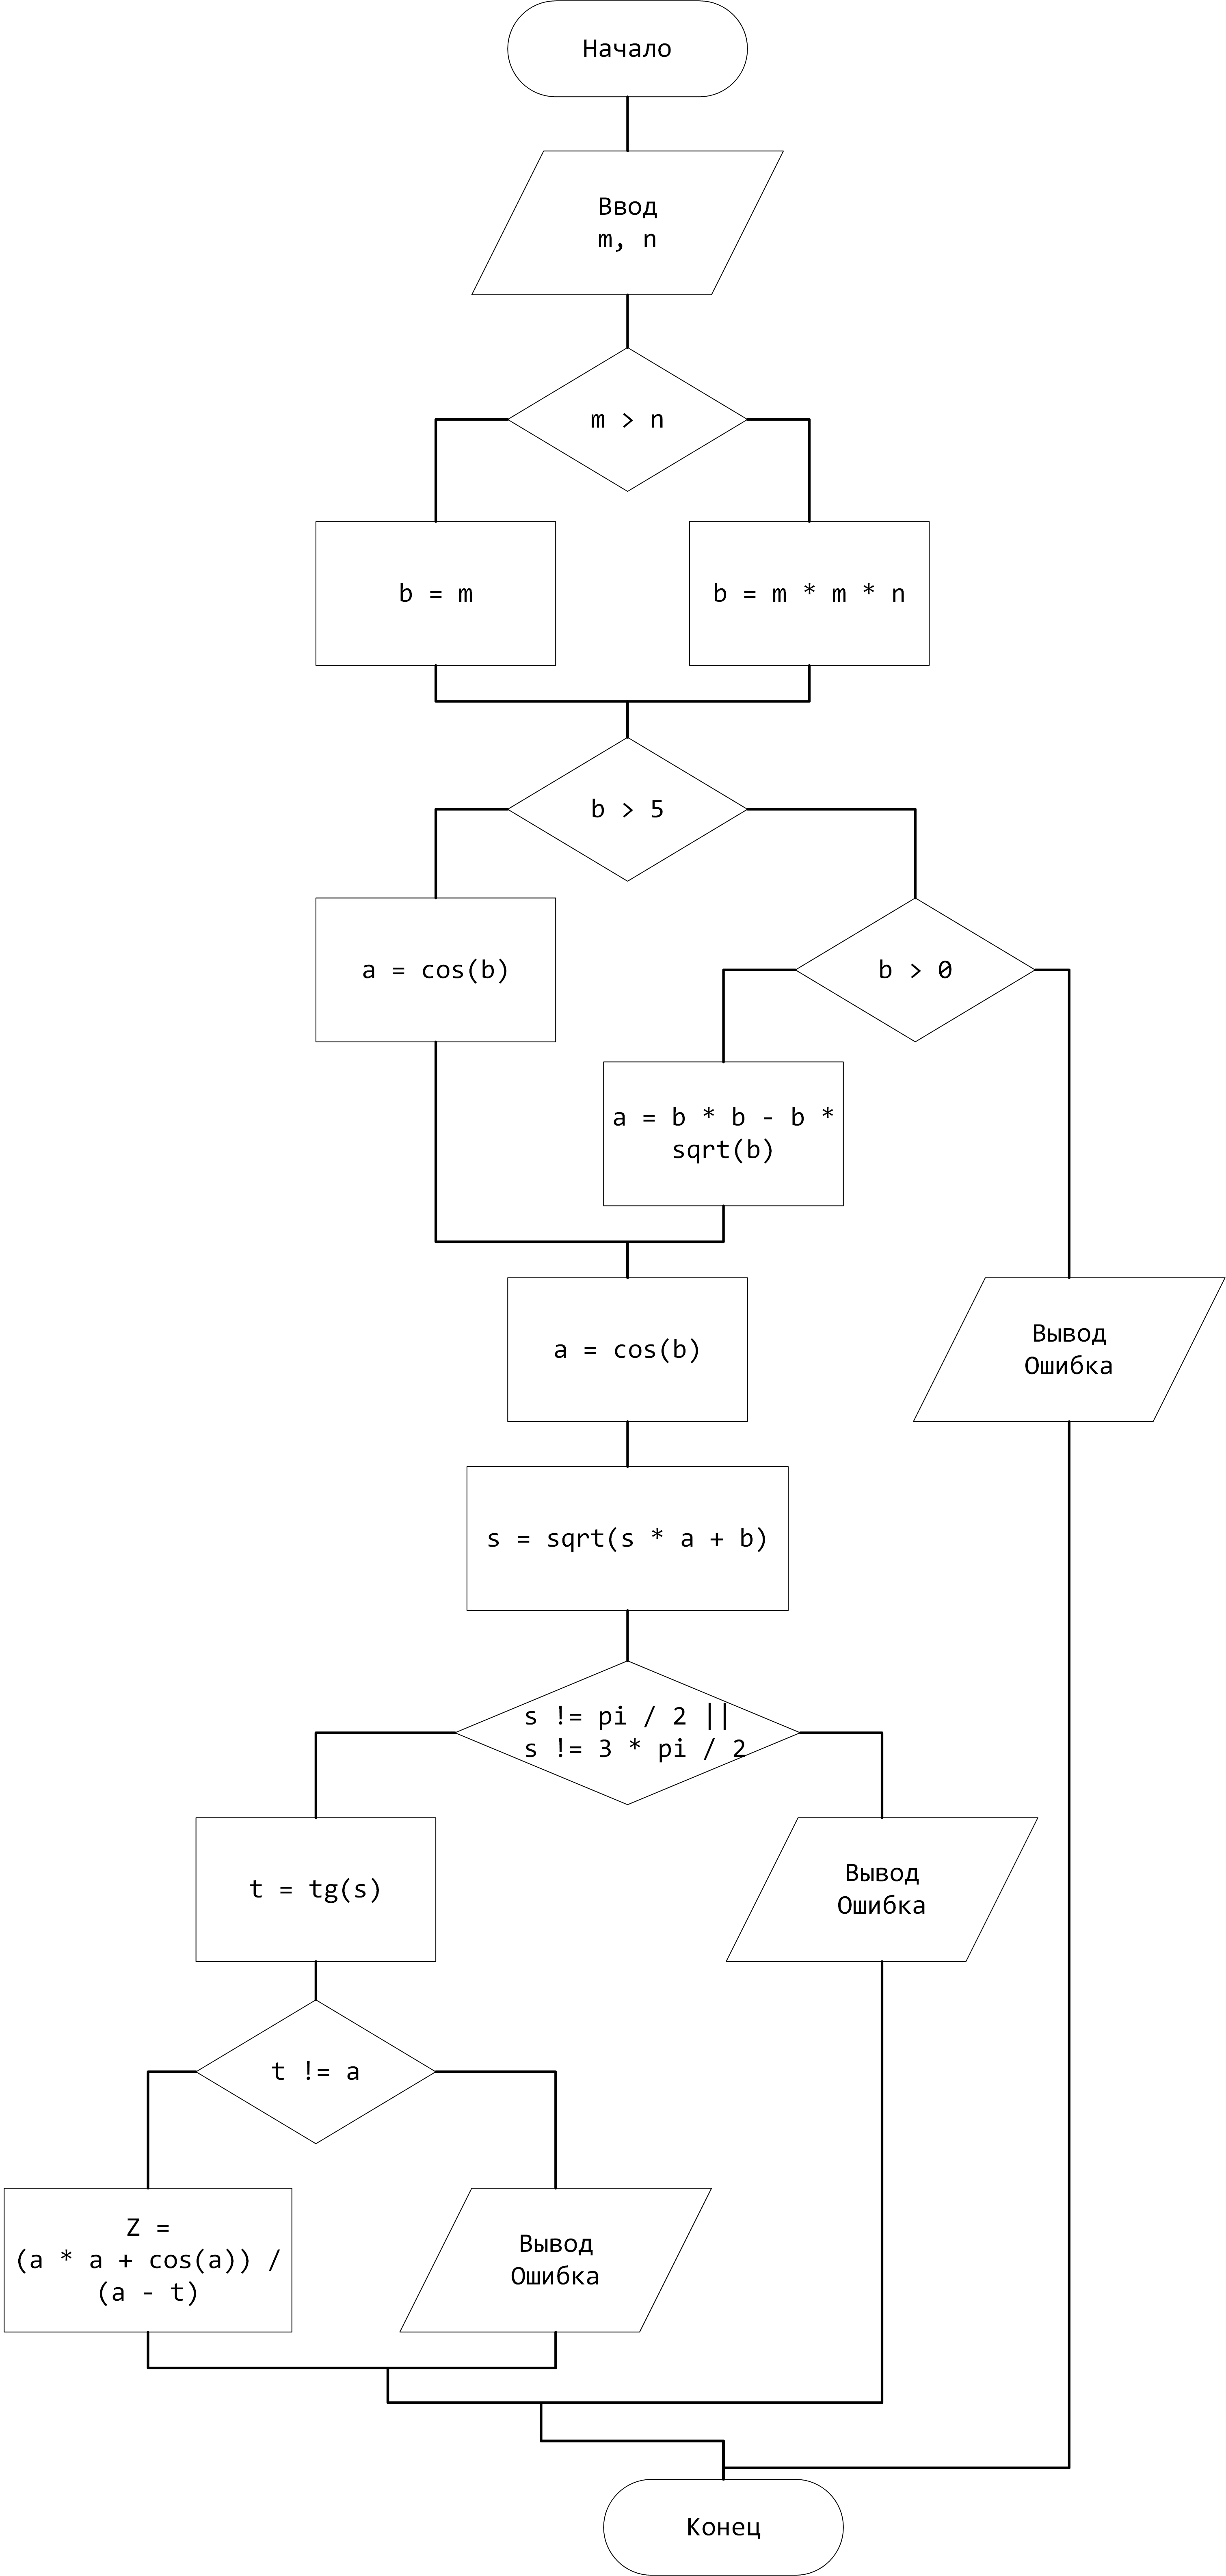 Начало
Ввод
m, n
m > n
b = m
b = m * m * n
b > 5
a = cos(b)
b > 0
a = b * b - b *
sqrt(b)
a = cos(b)
Вывод
Ошибка
s = sqrt(s * a + b)
s != pi / 2 ||
s != 3 * pi / 2
t = tg(s)
Вывод
Ошибка
t != a
Z =
(a * a + cos(a)) /
(a - t)
Вывод
Ошибка
Конец